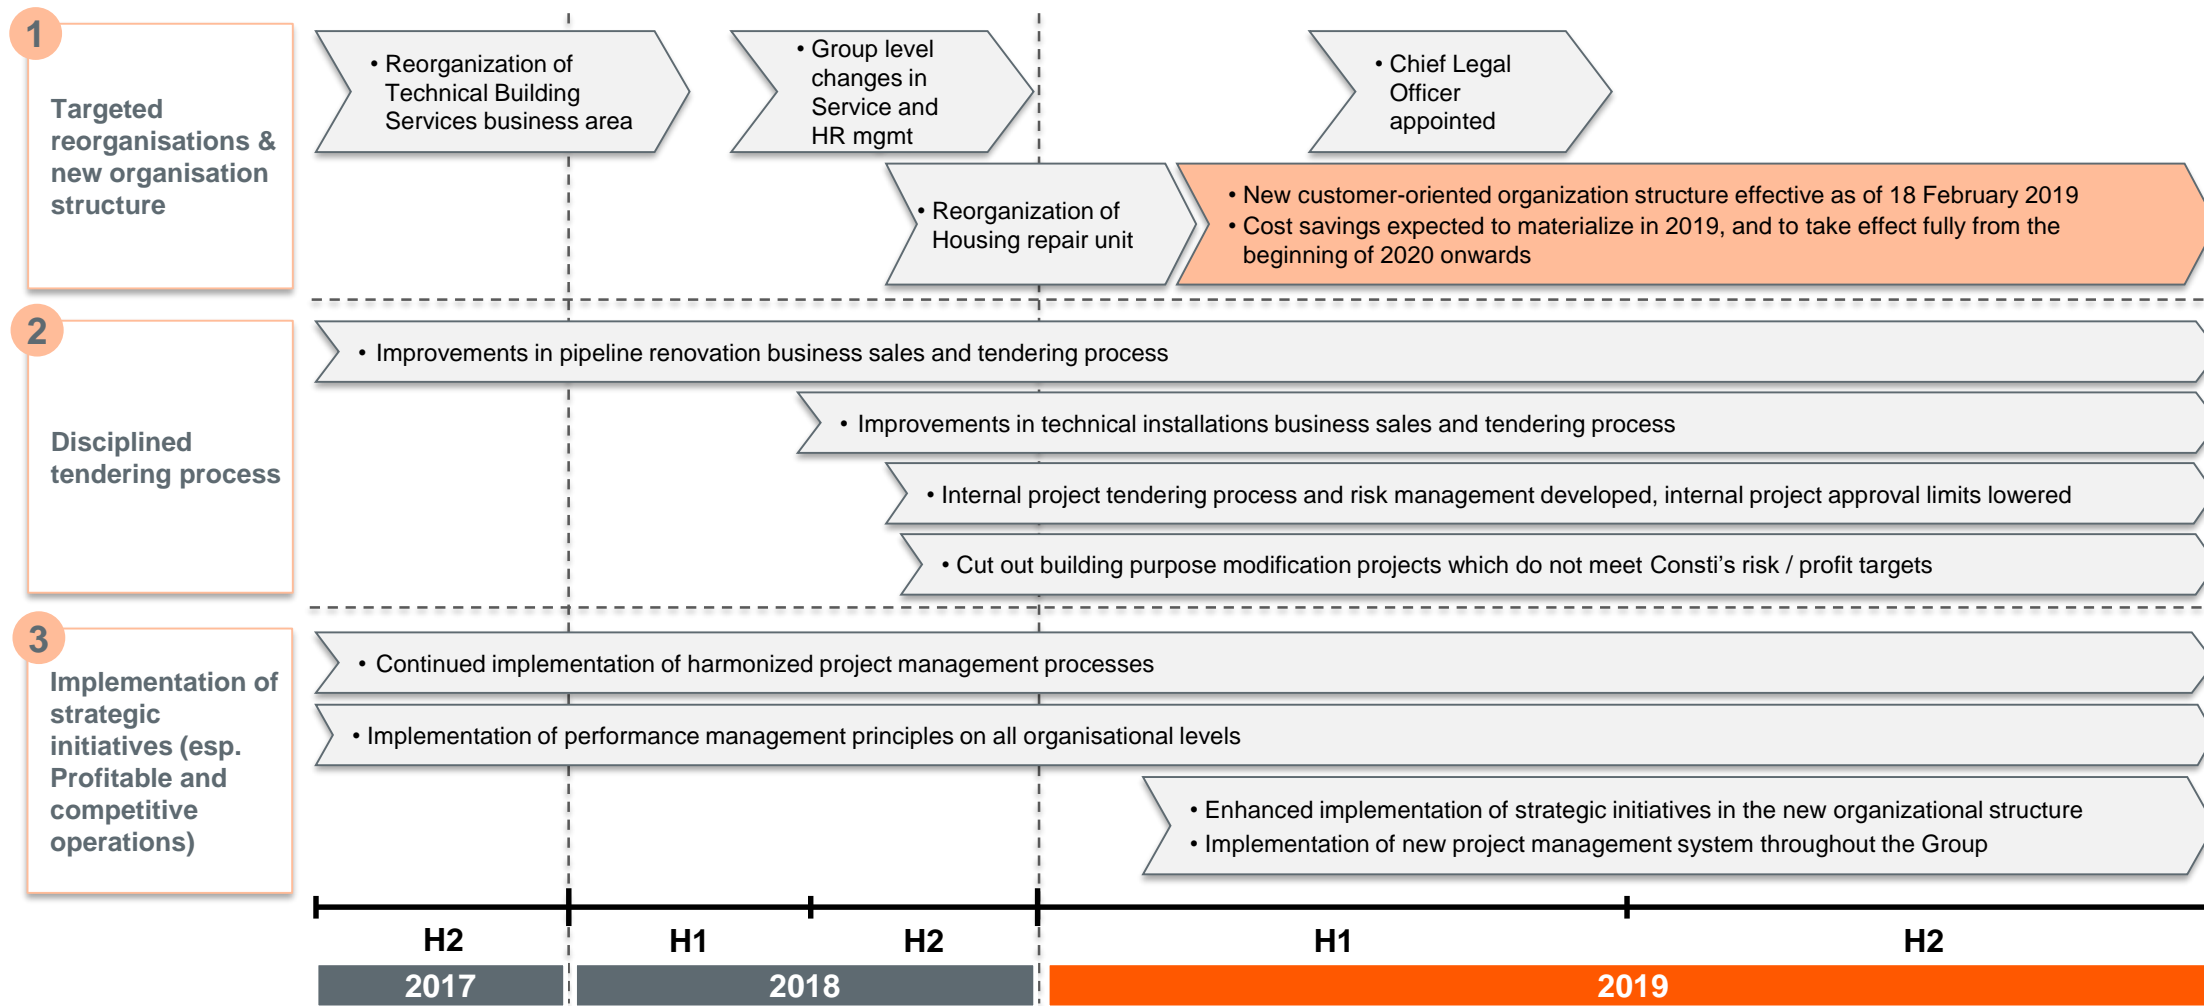 1
Targeted
reorganisations &
new organisation
structure
• Reorganization of
Technical Building
Services business area
• Group level
changes in
Service and
HR mgmt
• Chief Legal
Officer
appointed
• Reorganization of
Housing repair unit
• New customer-oriented organization structure effective as of 18 February 2019
• Cost savings expected to materialize in 2019, and to take effect fully from the
beginning of 2020 onwards
2
Disciplined
tendering process
• Improvements in pipeline renovation business sales and tendering process
• Improvements in technical installations business sales and tendering process
• Internal project tendering process and risk management developed, internal project approval limits lowered
• Cut out building purpose modification projects which do not meet Consti’s risk / profit targets
3
Implementation of
strategic
initiatives (esp.
Profitable and
competitive
operations)
• Continued implementation of harmonized project management processes
• Implementation of performance management principles on all organisational levels
• Enhanced implementation of strategic initiatives in the new organizational structure
• Implementation of new project management system throughout the Group
H2 H1 H2 H1 H2
2017 2018 2019